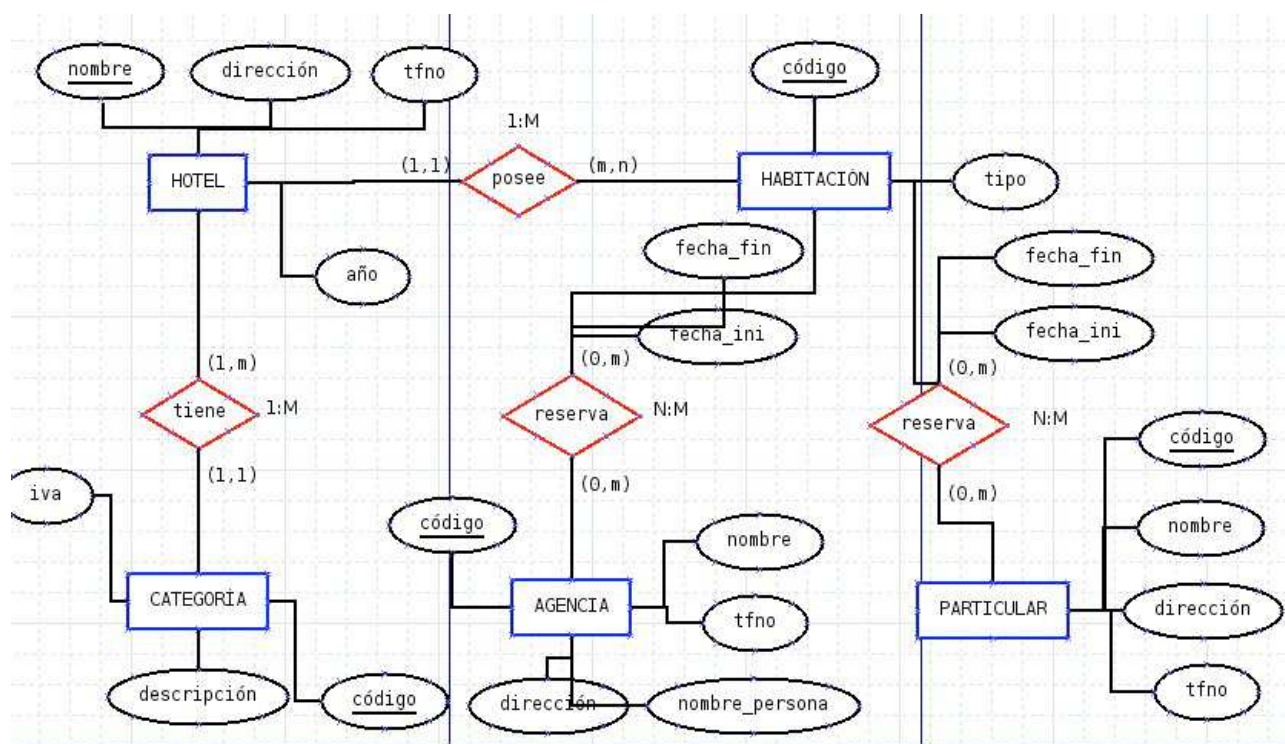 nombre
dirección
tfno
código
1:M
(1,1)
posee
(m,n)
HOTEL
HABITACIÓN
tipo
fecha_fin
fecha_fin
año
fecha_ini
fecha_ini
(1,m)
(0,m)
(0,m)
tiene
1:M
reserva
N:M
reserva
N:M
código
(1,1)
(0,m)
(0,m)
iva
código
nombre
nombre
CATEGORÍA
AGENCIA
PARTICULAR
dirección
tfno
descripción
código
dirección
nombre_persona
tfno